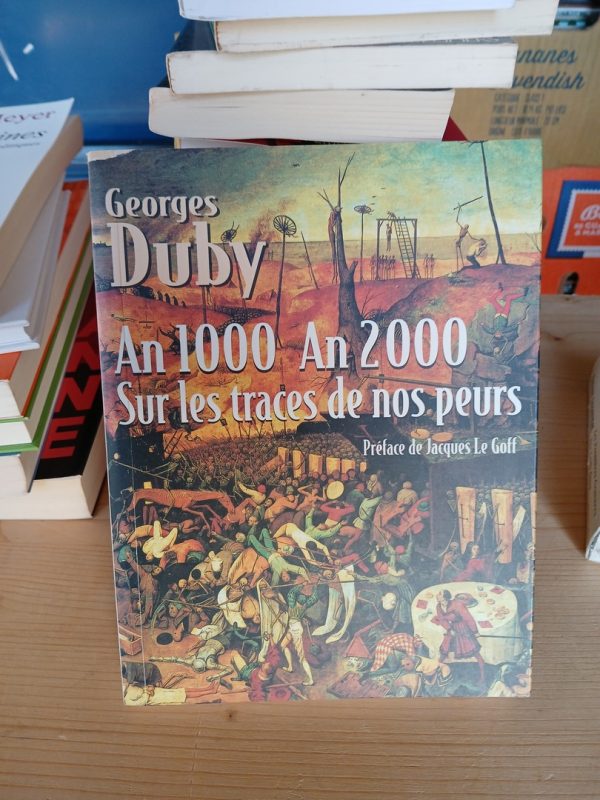 Georges
Duby
An 1000 An 2000
Sur les traces de nos peurs
Préface de Jacques Le Goff